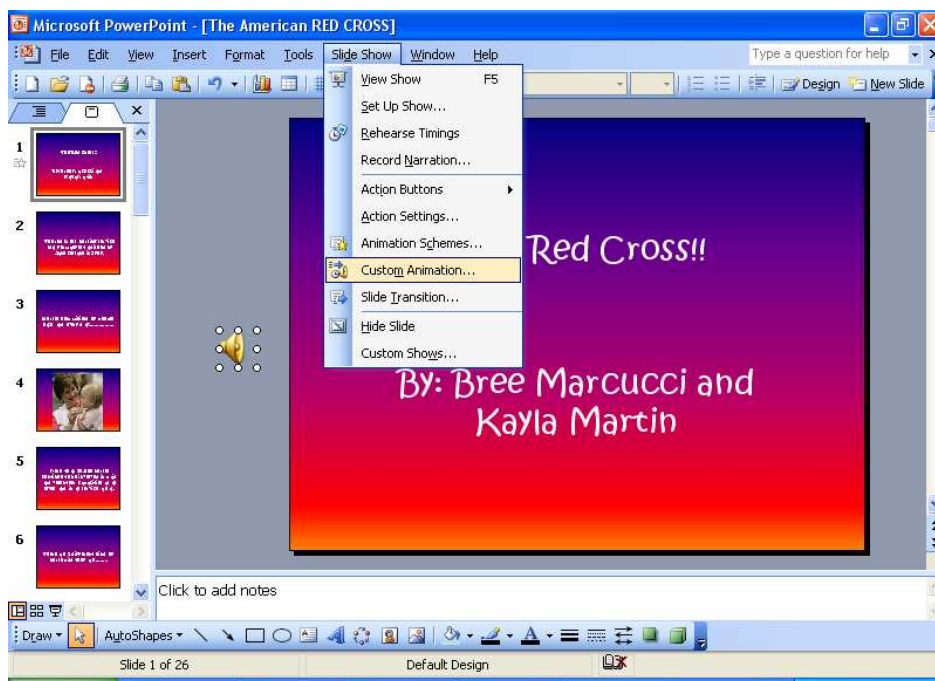 Microsoft PowerPoint - [The American RED CROSS]
File Edit View Insert Format Tools Slide Show Window Help
Type a question for help
Design New Slide
View Show F5
Set Up Show...
Rehearse Timings
Record Narration...
Action Buttons
Action Settings...
Animation Schemes...
Custom Animation...
Slide Transition...
Hide Slide
Custom Shows...
1
2
3
4
5
6
Red Cross!!
By: Bree Marcucci and
Kayla Martin
Click to add notes
Draw AutoShapes
Slide 1 of 26 Default Design